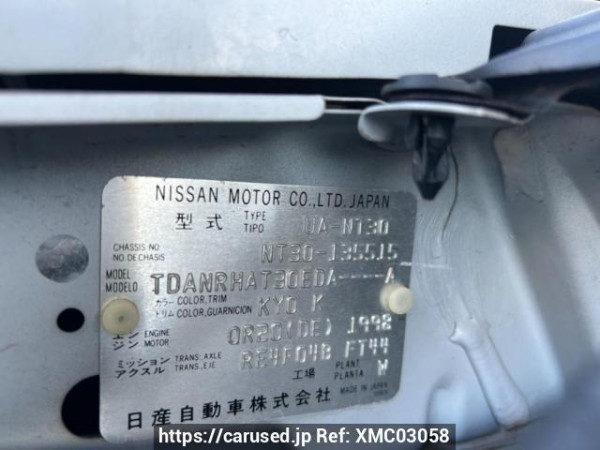 NISSAN MOTOR CO.,LTD. JAPAN
型式 TYPE TIPO UA-NT30
CHASSIS NO NO.DE CHASIS NT30-135515
MODEL MODELO TDANRHAT30EDA----A
カラー COLOR,TRIM トリム COLOR,GUARNICION KY0 K
エンジン ENGINE MOTOR QR20(DE) 1998
ミッション アクスル TRANS.,AXLE TRANS.,EJE RE4F04B FT44
工場 PLANT PLANTA W
日産自動車株式会社 MADE IN JAPAN
https://carused.jp Ref: XMC03058